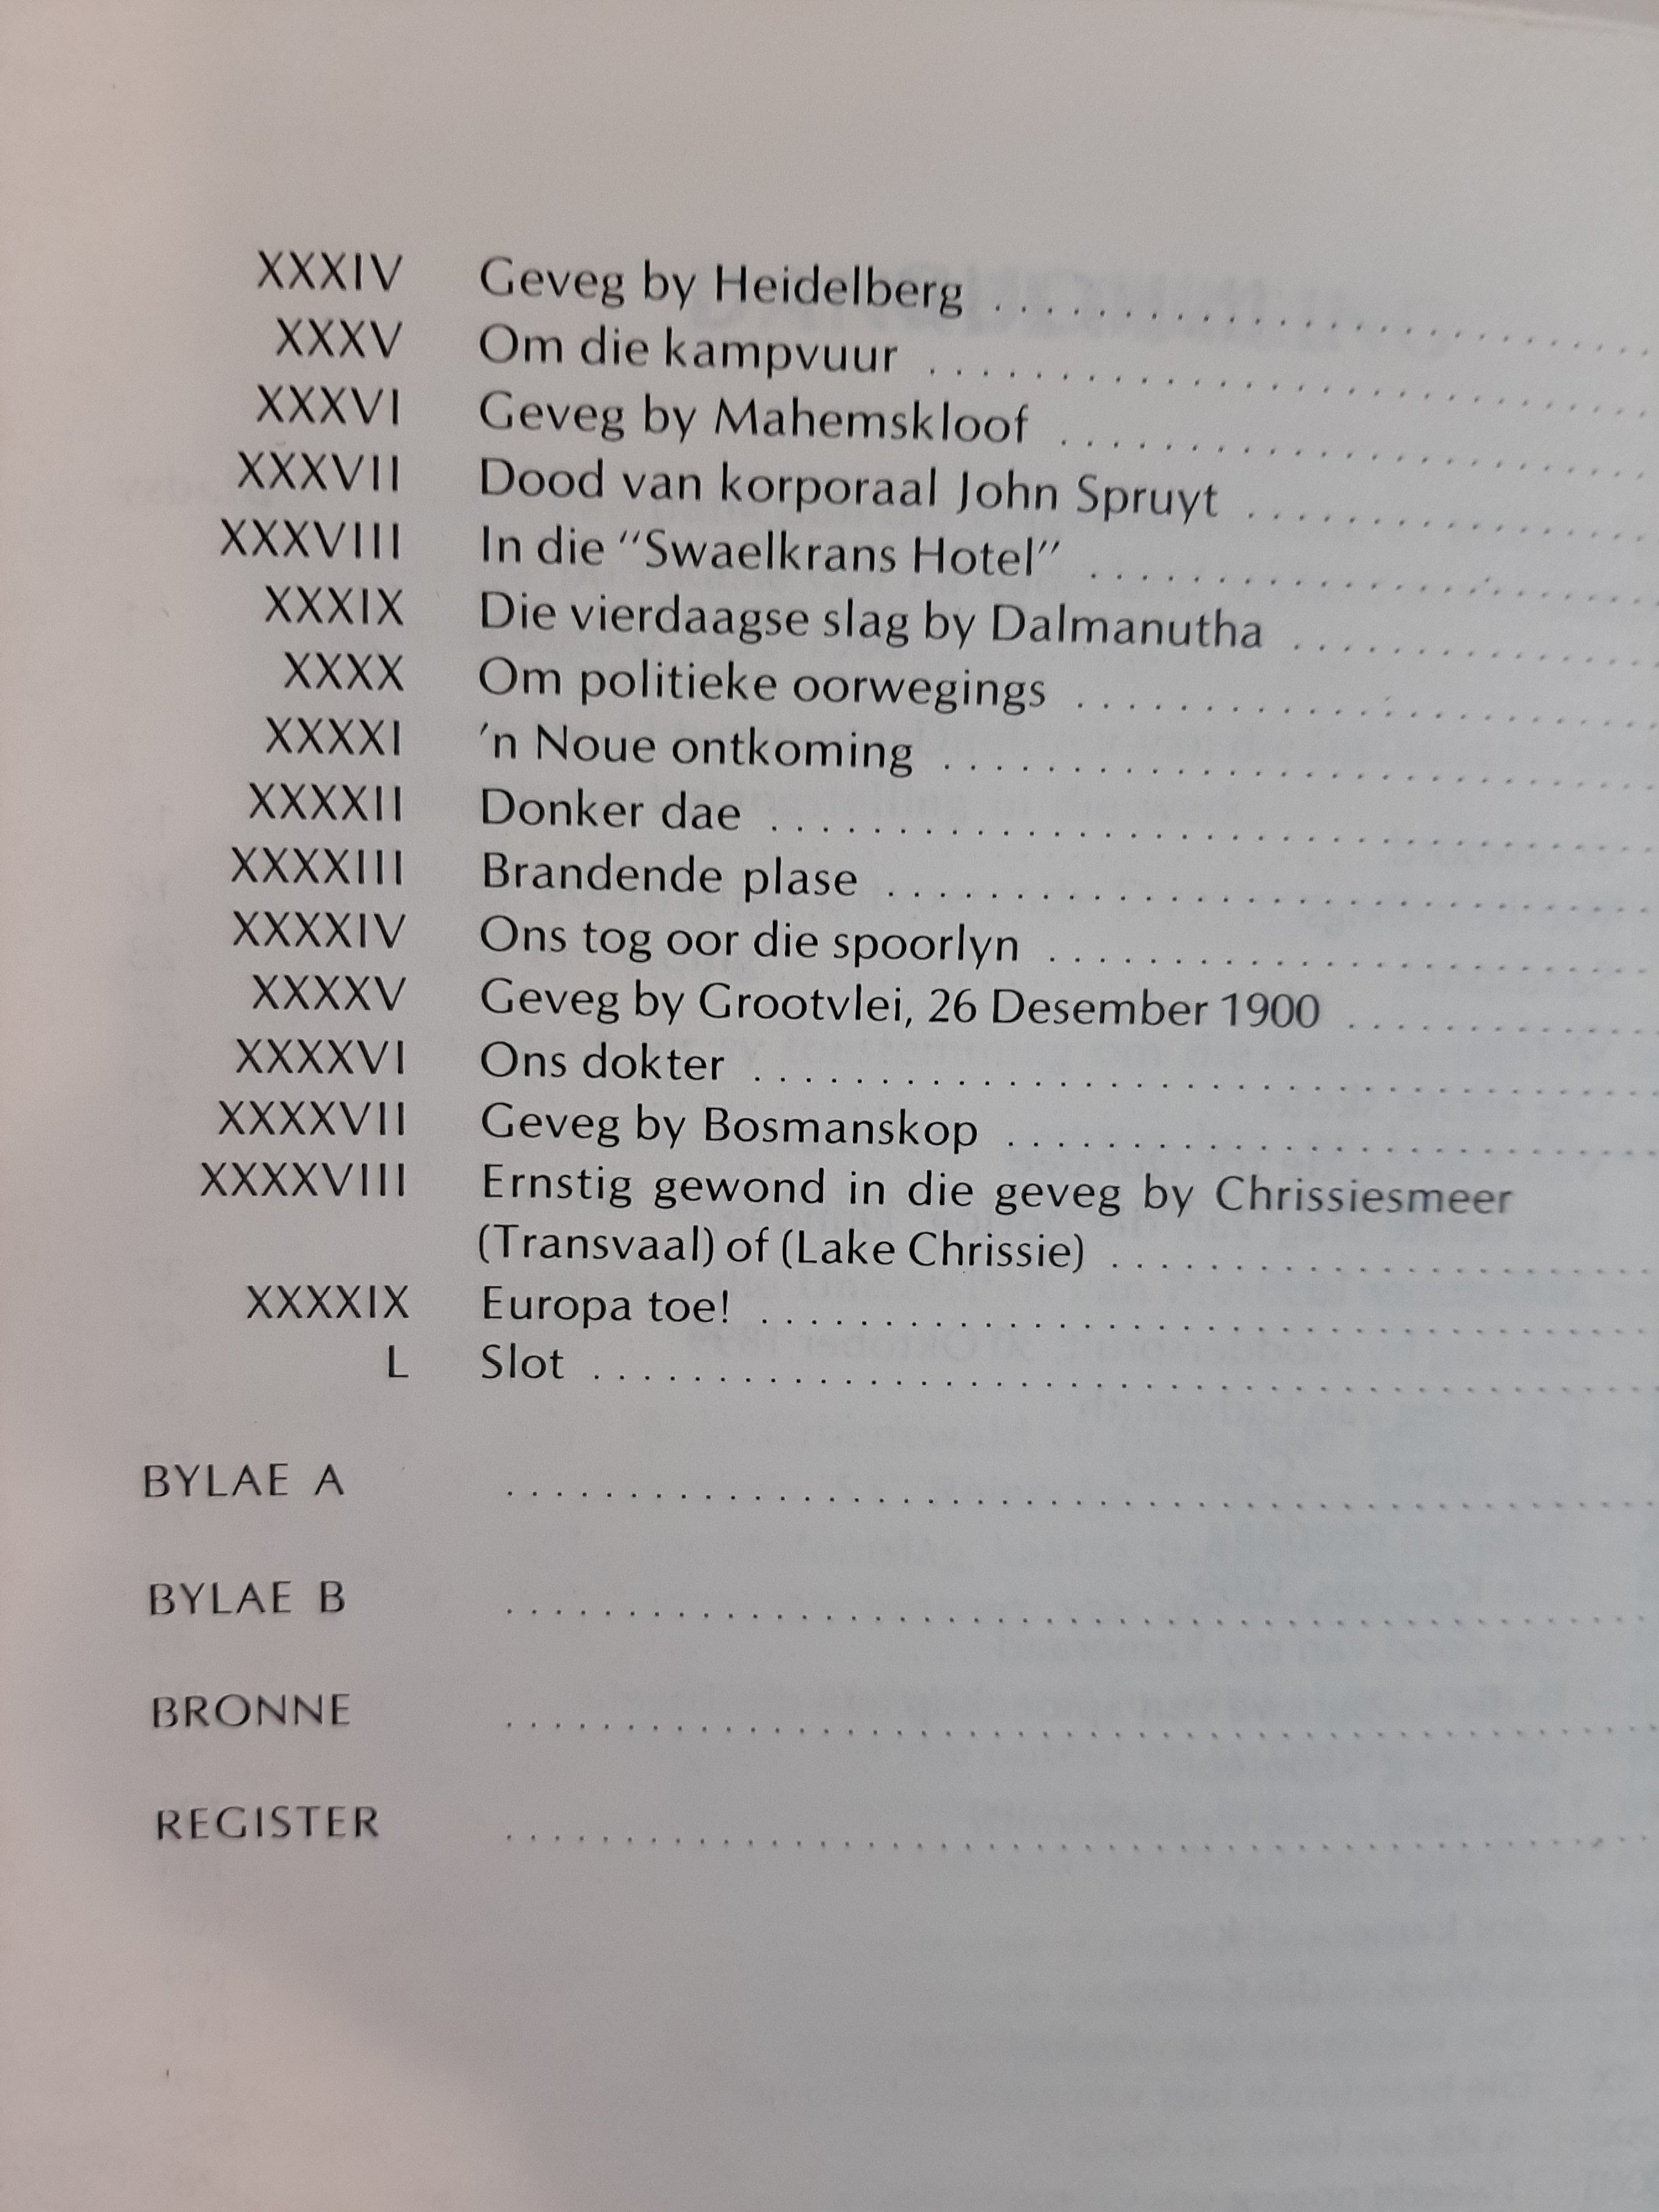 XXXIV Geveg by Heidelberg
XXXV Om die kampvuur
XXXVI Geveg by Mahemskloof
XXXVII Dood van korporaal John Spruyt
XXXVIII In die "Swaelkrans Hotel"
XXXIX Die vierdaagse slag by Dalmanutha
XXXX Om politieke oorwegings
XXXXI 'n Noue ontkoming
XXXXII Donker dae
XXXXIII Brandende plase
XXXXIV Ons tog oor die spoorlyn
XXXXV Geveg by Grootvlei, 26 Desember 1900
XXXXVI Ons dokter
XXXXVII Geveg by Bosmanskop
XXXXVIII Ernstig gewond in die geveg by Chrissiesmeer
(Transvaal) of (Lake Chrissie)
XXXXIX Europa toe!
L Slot
BYLAE A
BYLAE B
BRONNE
REGISTER